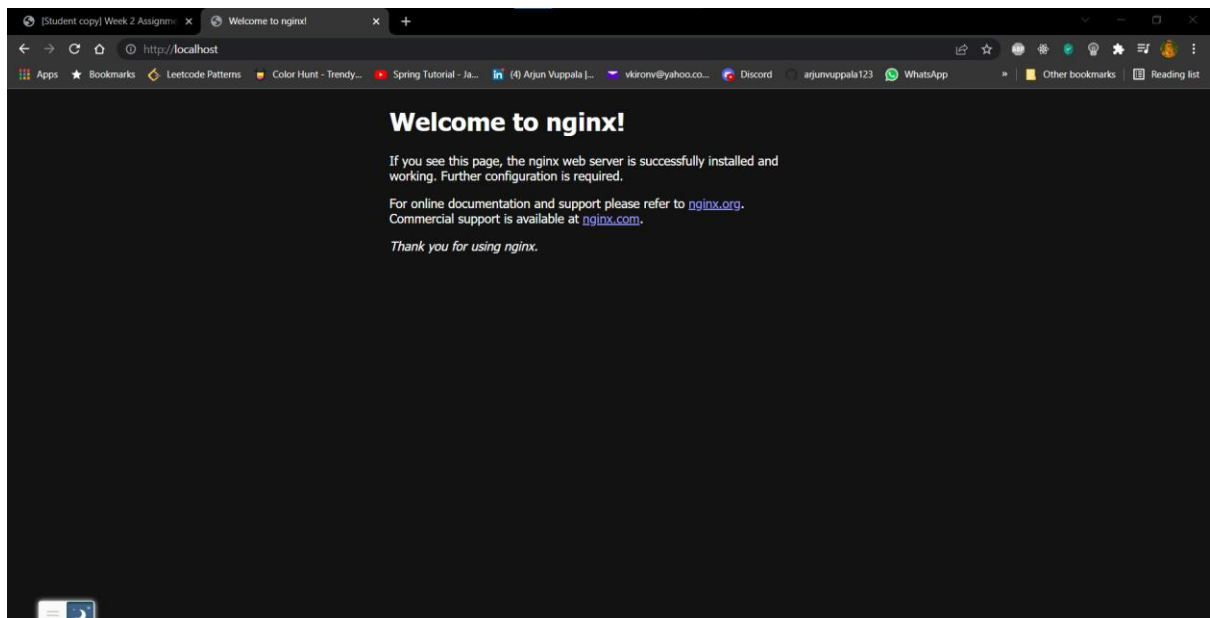 [Student copy] Week 2 Assignme
Welcome to nginx!
http://localhost
Apps Bookmarks Leetcode Patterns Color Hunt - Trendy... Spring Tutorial - Ja... (4) Arjun Vuppala |... vkironv@yahoo.co... Discord arjunvuppala123 WhatsApp » Other bookmarks Reading list
Welcome to nginx!
If you see this page, the nginx web server is successfully installed and
working. Further configuration is required.
For online documentation and support please refer to nginx.org.
Commercial support is available at nginx.com.
Thank you for using nginx.